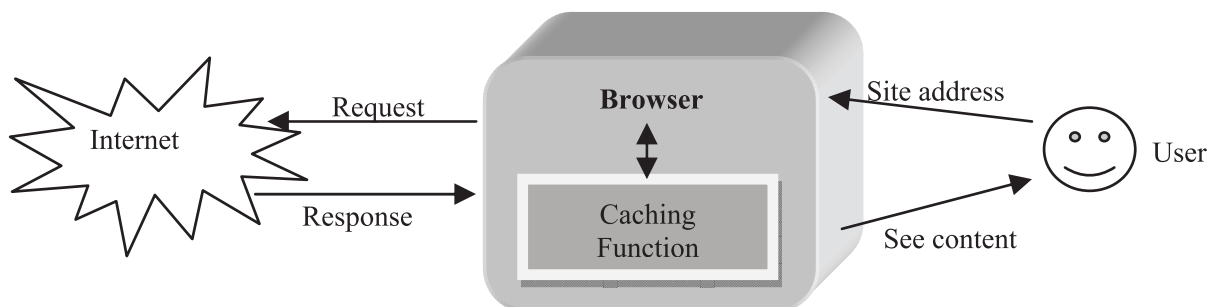 Internet
Request
Response
Browser
Caching
Function
Site address
See content
User